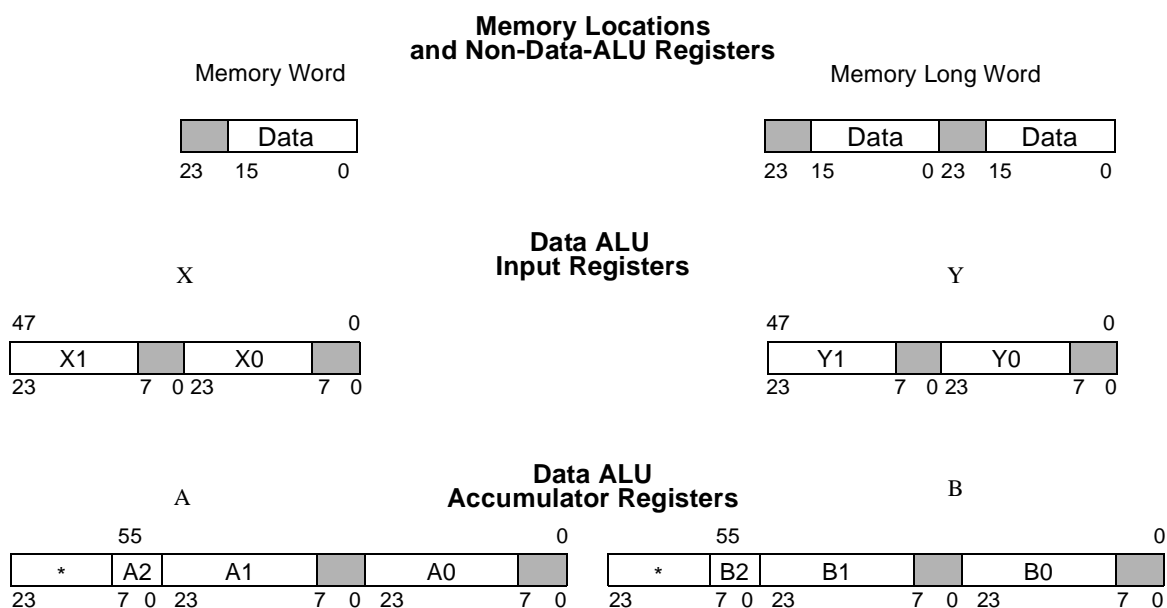 Memory Locations
and Non-Data-ALU Registers
Memory Word
Memory Long Word
Data
Data Data
23 15 0
23 15 0 23 15 0
Data ALU
Input Registers
X
Y
47 0
47 0
X1 X0
Y1 Y0
23 7 0 23 7 0
23 7 0 23 7 0
Data ALU
Accumulator Registers
A
B
55 0
55 0
* A2 A1 A0
* B2 B1 B0
23 7 0 23 7 0 23 7 0
23 7 0 23 7 0 23 7 0